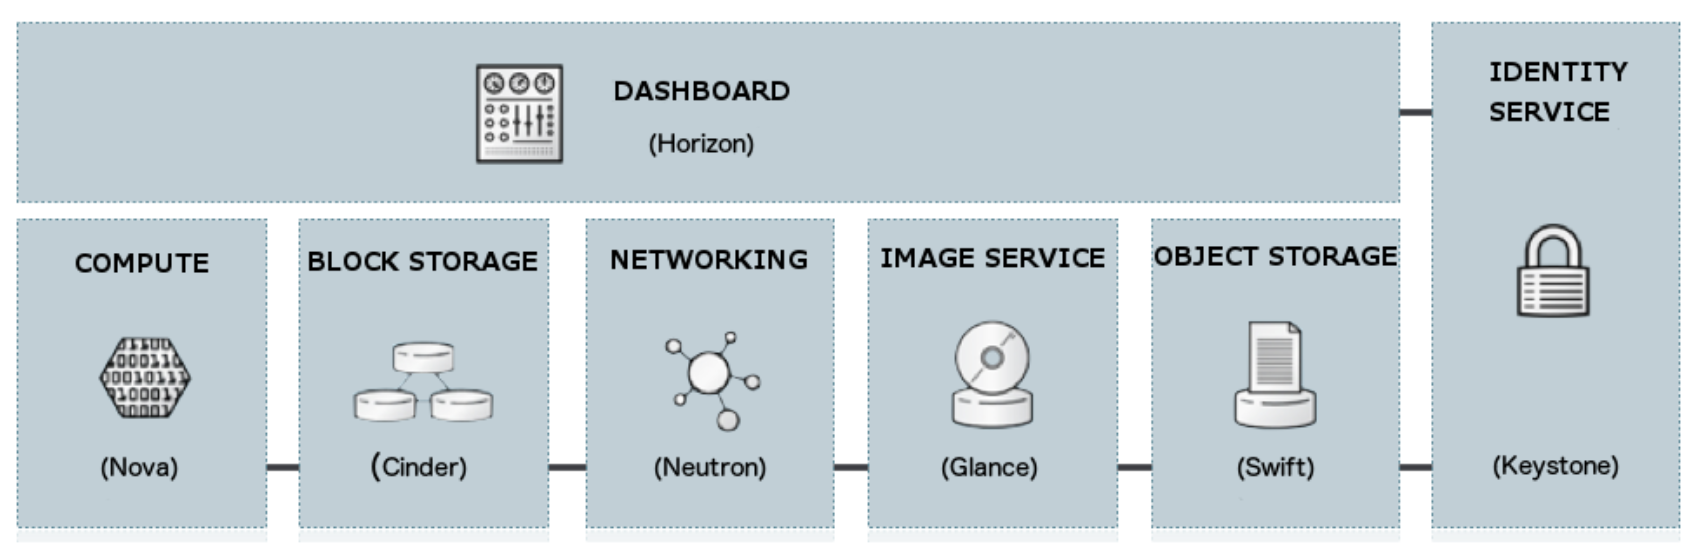 DASHBOARD
(Horizon)
IDENTITY
SERVICE
(Keystone)
COMPUTE
(Nova)
BLOCK STORAGE
(Cinder)
NETWORKING
(Neutron)
IMAGE SERVICE
(Glance)
OBJECT STORAGE
(Swift)